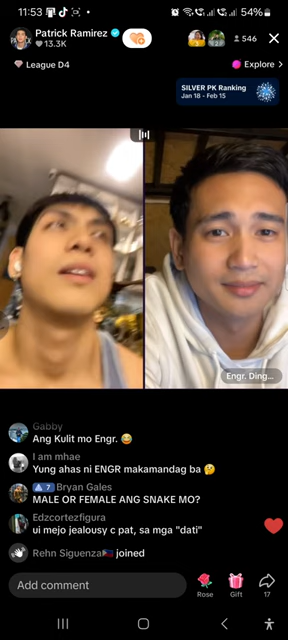 11:53
54%
Patrick Ramirez
13.3K
546
League D4
Explore >
SILVER PK Ranking
Jan 18 - Feb 15
Engr. Ding...
Gabby
Ang Kulit mo Engr. 😂
I am mhae
Yung ahas ni ENGR makamandag ba 🤔
7 Bryan Gales
MALE OR FEMALE ANG SNAKE MO?
Edzcortezfigura
ui mejo jealousy c pat, sa mga "dati"
Rehn Siguenza🇵🇭 joined
Add comment
Rose
Gift
17